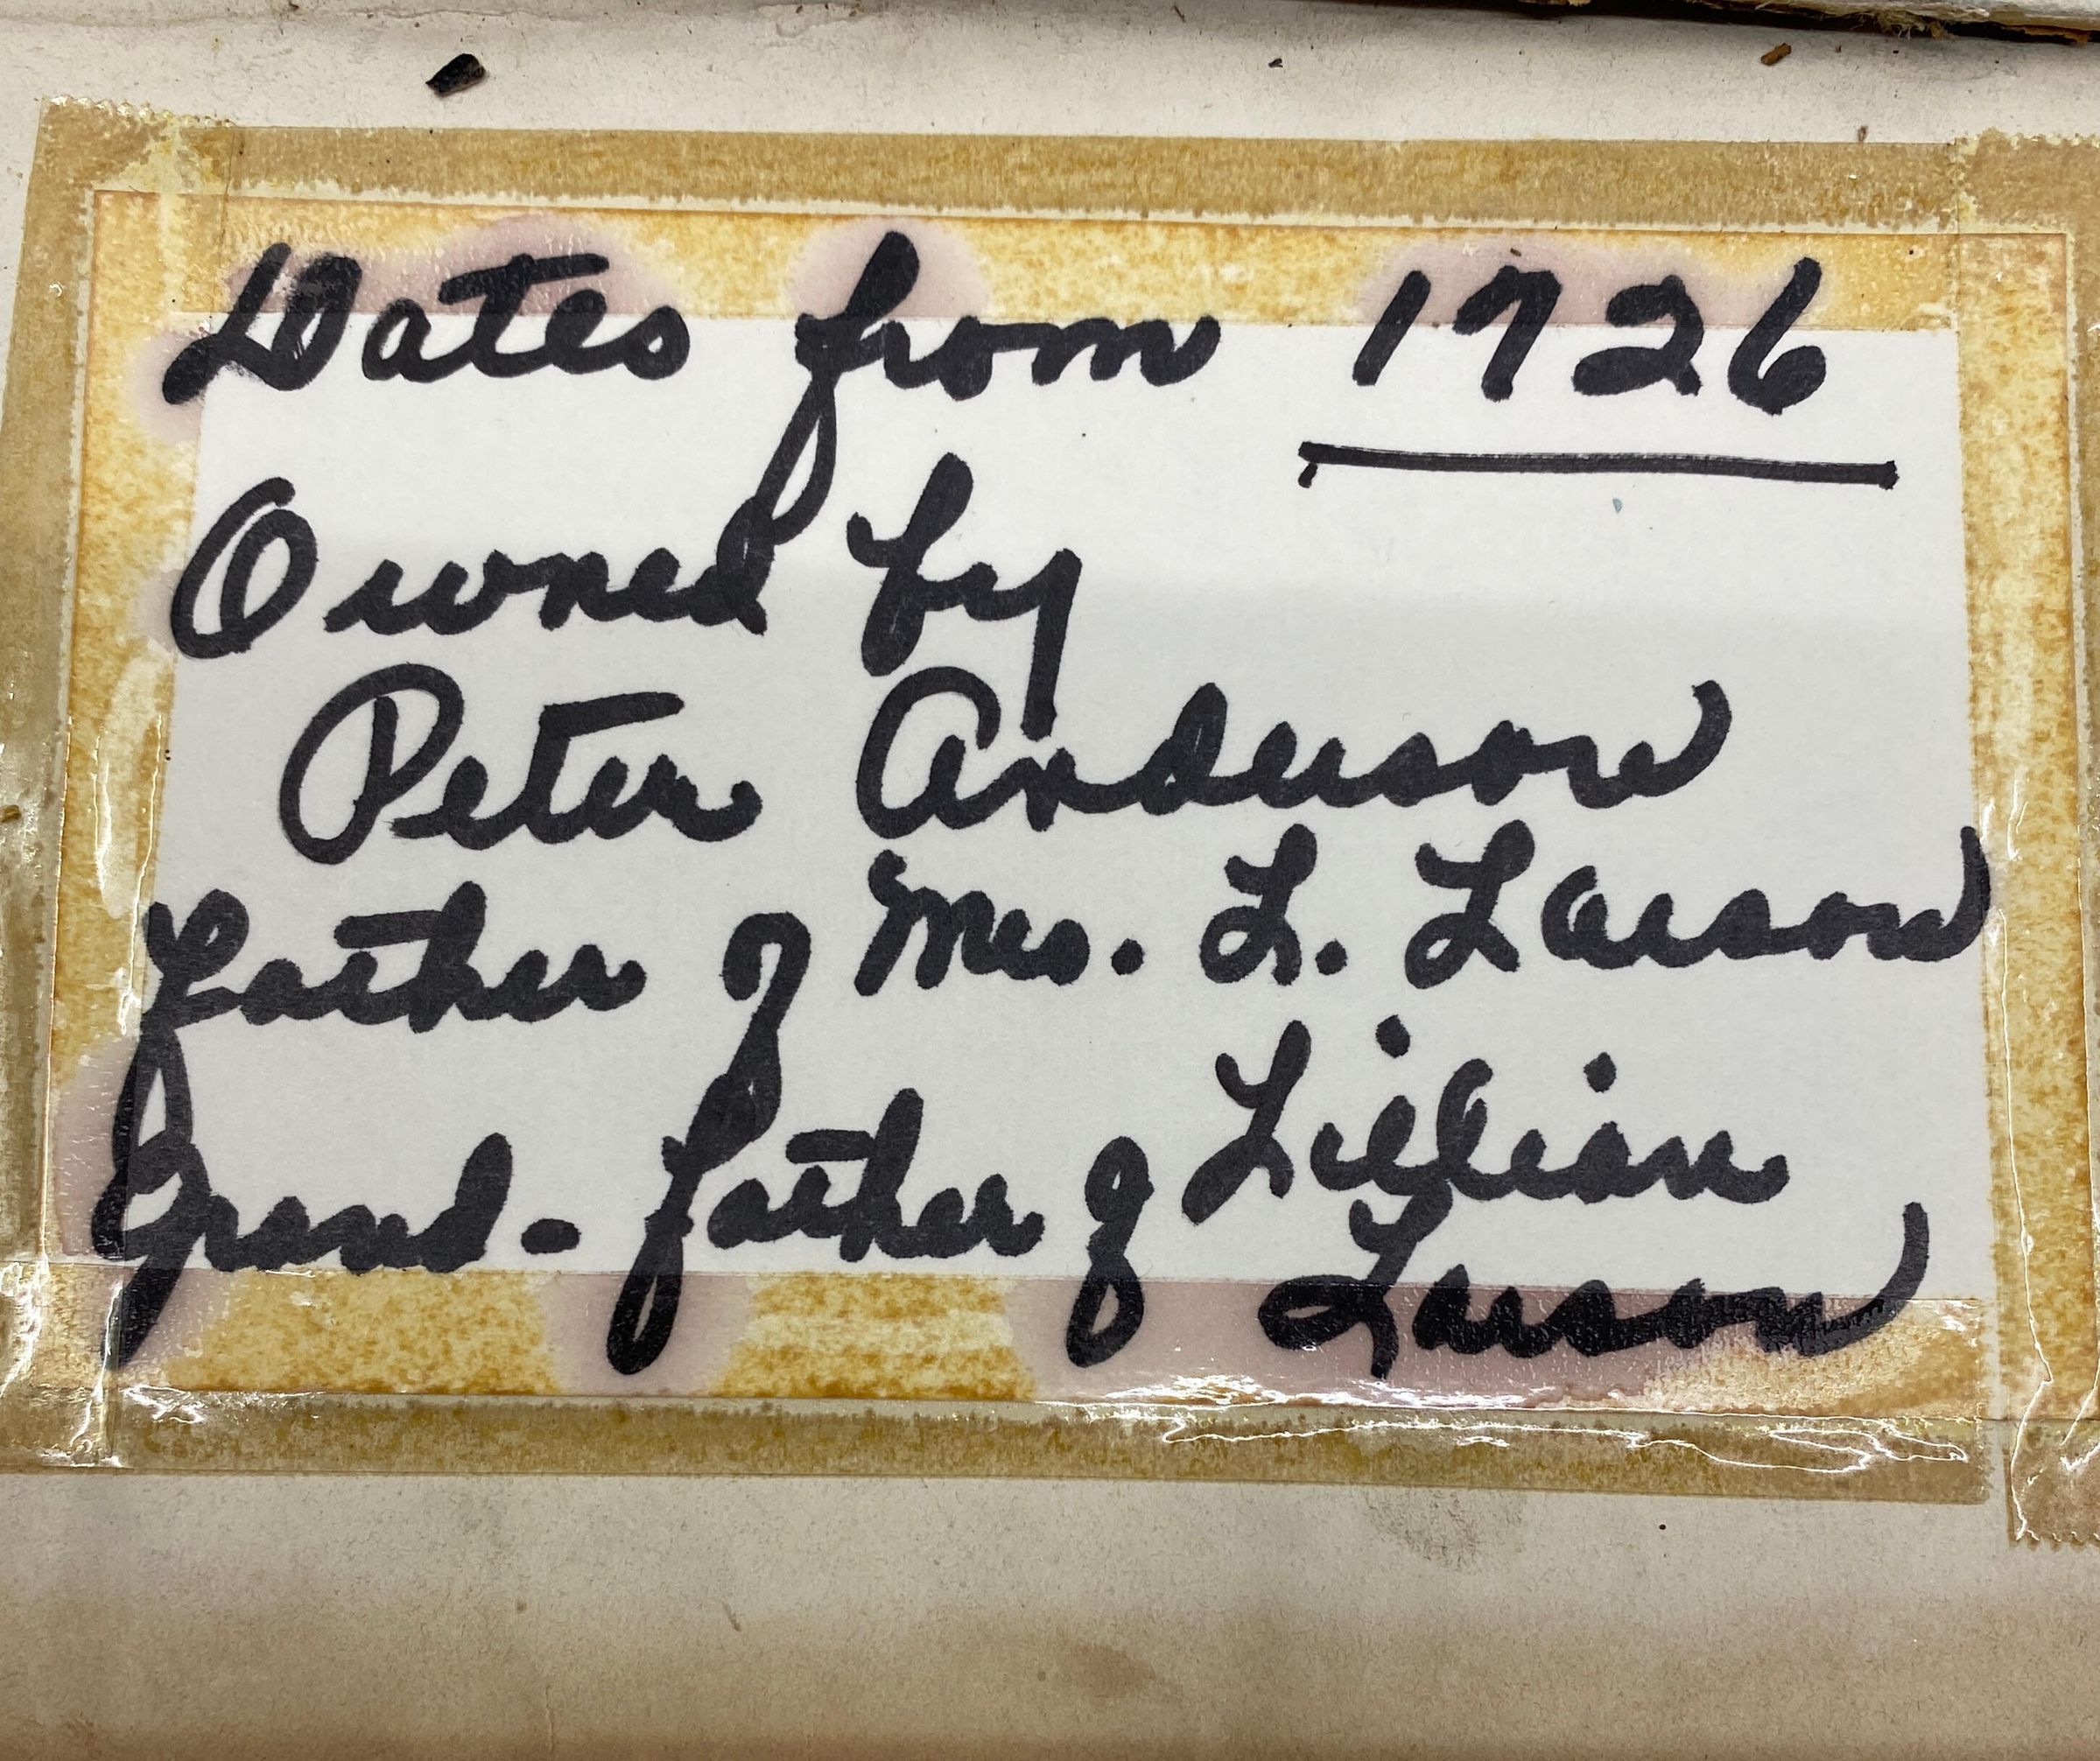 Dates from 1726
Owned by
Peter Anderson
father of Mrs. L. Larson
Grand-father of Lillian
Larson